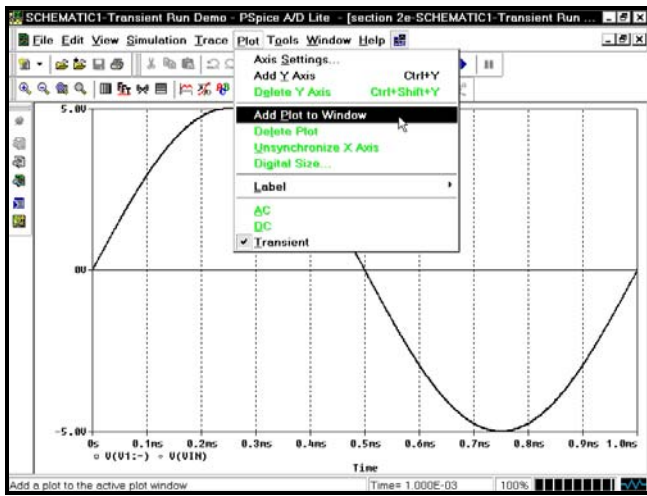 SCHEMATIC1-Transient Run Demo - PSpice A/D Lite - [section 2e-SCHEMATIC1-Transient Run ...
File Edit View Simulation Trace Plot Tools Window Help
Axis Settings...
Add Y Axis Ctrl+Y
Delete Y Axis Ctrl+Shift+Y
Add Plot to Window
Delete Plot
Unsynchronize X Axis
Digital Size...
Label
AC
DC
Transient
5.0V
0V
-5.0V
0s 0.1ms 0.2ms 0.3ms 0.4ms 0.5ms 0.6ms 0.7ms 0.8ms 0.9ms 1.0ms
V(V1:-) V(VIN)
Time
Add a plot to the active plot window Time= 1.000E-03 100%